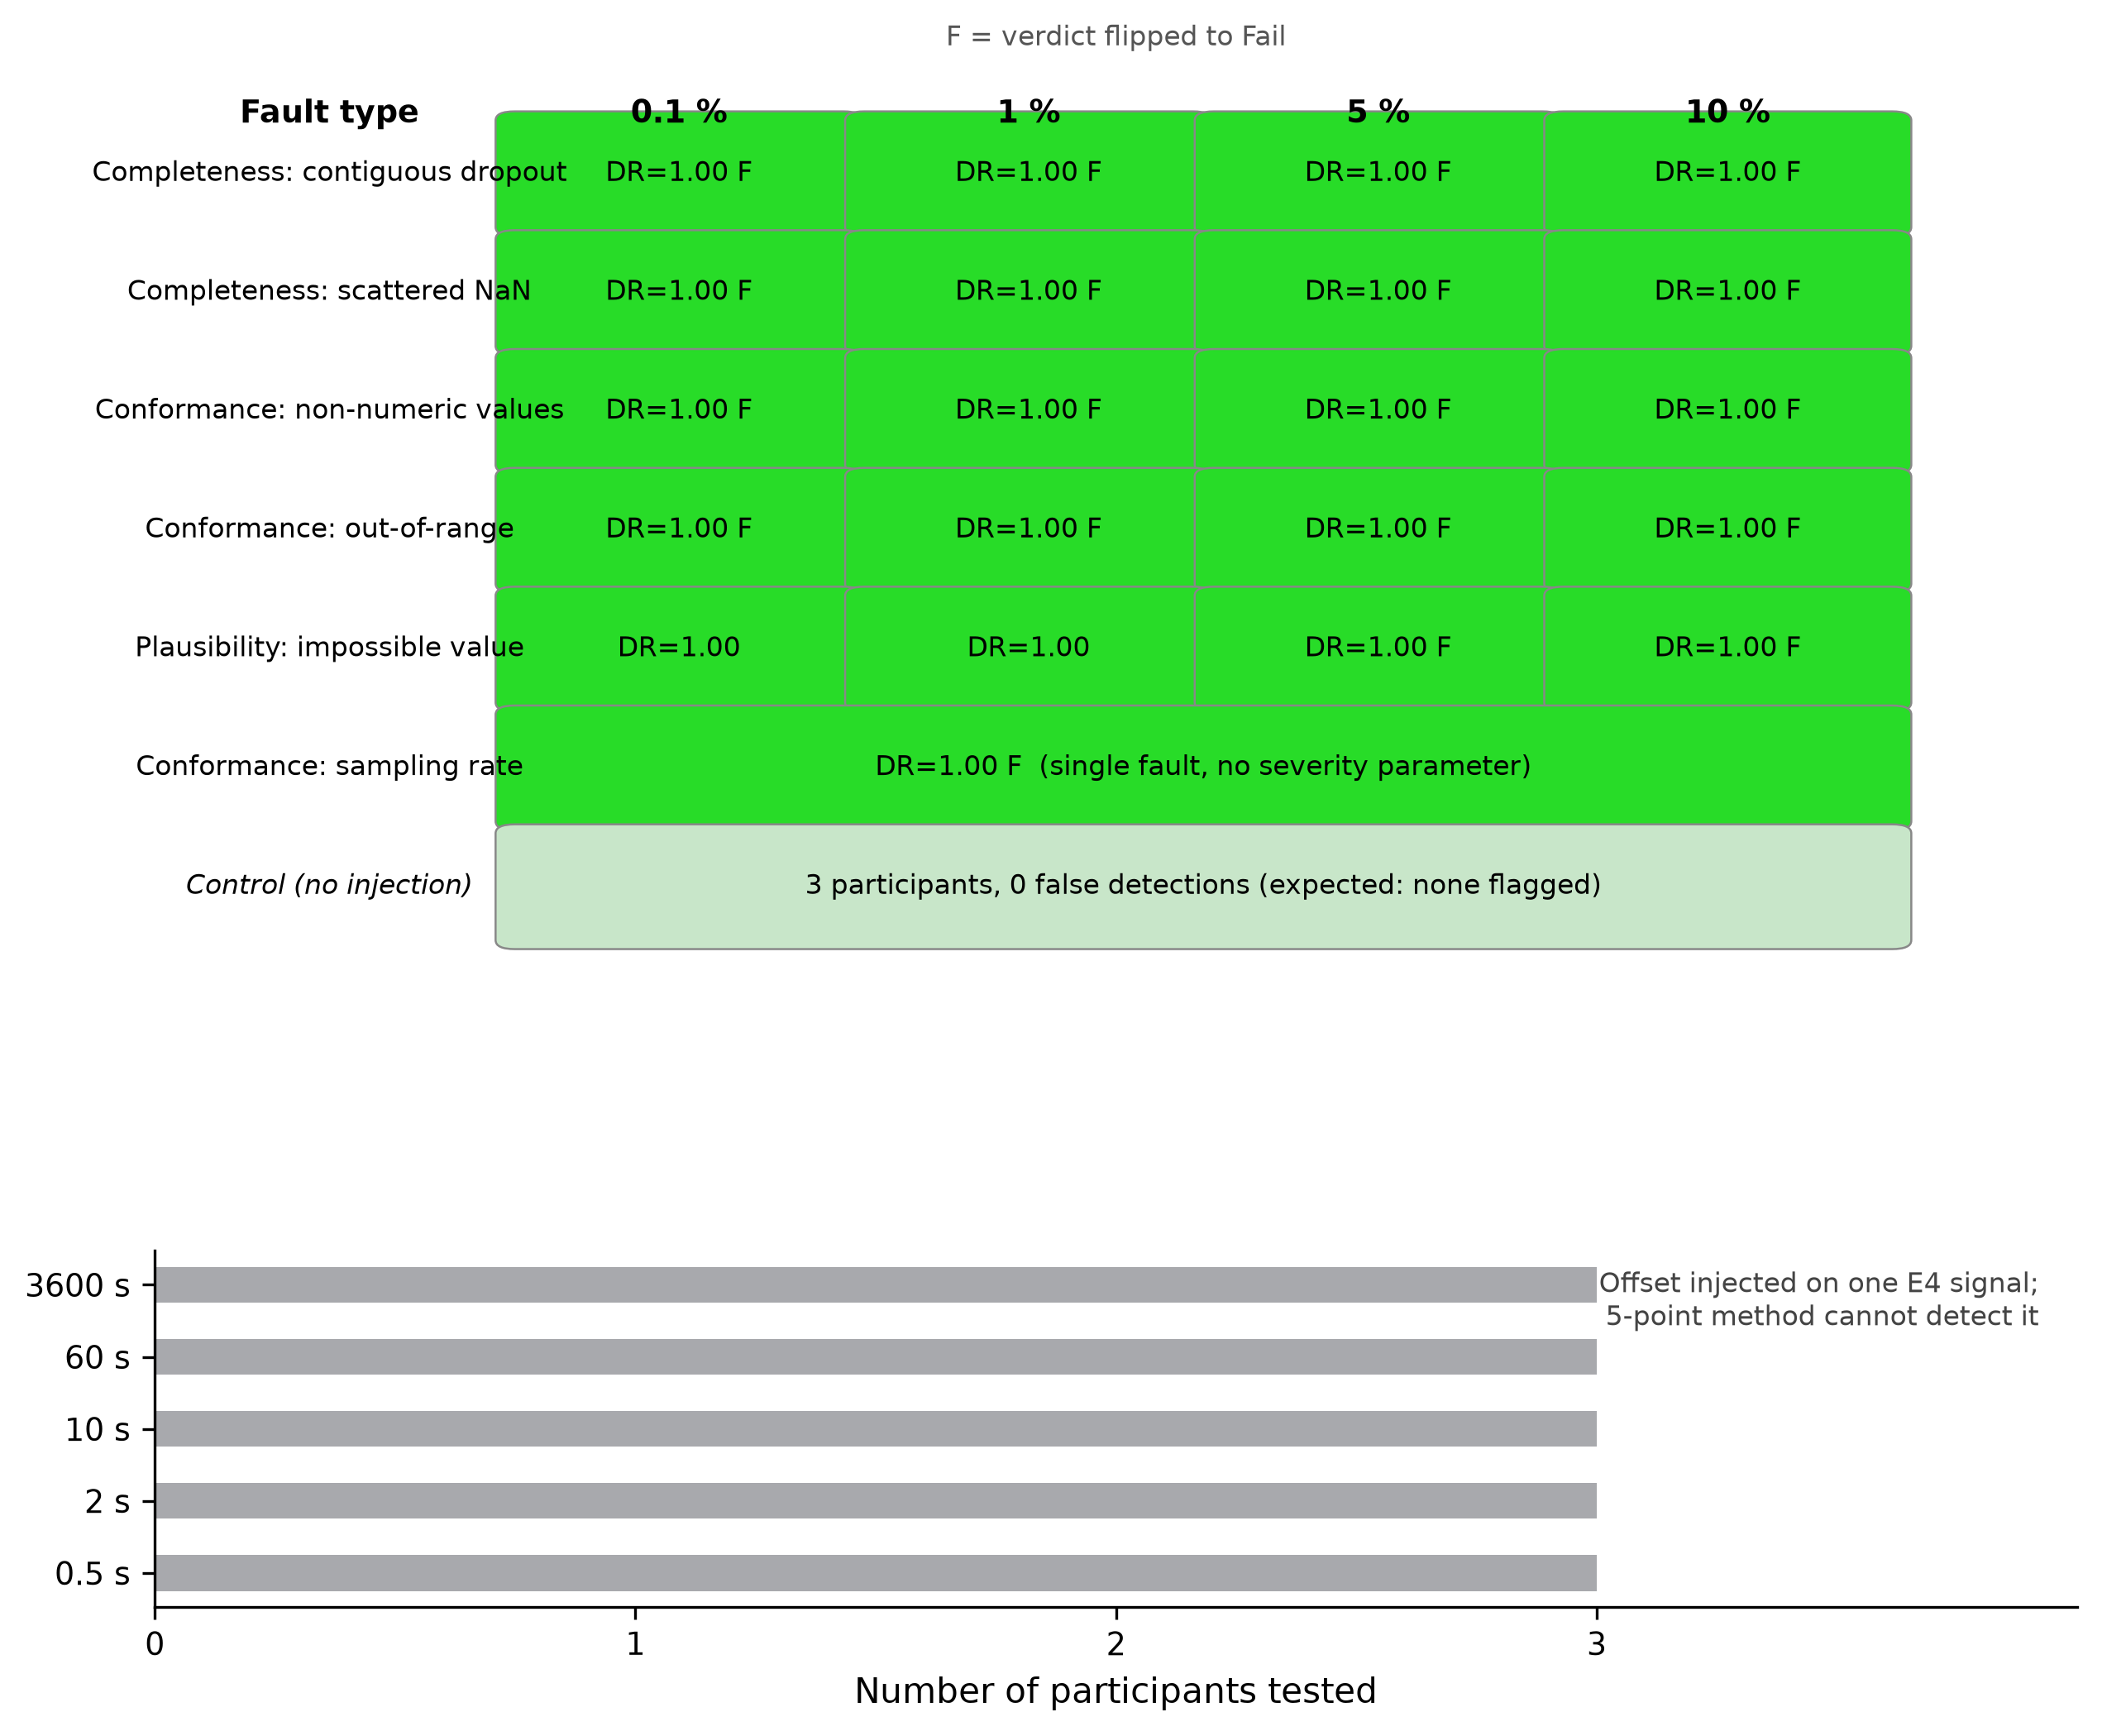 F = verdict flipped to Fail
Fault type 0.1 % 1 % 5 % 10 %
Completeness: contiguous dropout DR=1.00 F DR=1.00 F DR=1.00 F DR=1.00 F
Completeness: scattered NaN DR=1.00 F DR=1.00 F DR=1.00 F DR=1.00 F
Conformance: non-numeric values DR=1.00 F DR=1.00 F DR=1.00 F DR=1.00 F
Conformance: out-of-range DR=1.00 F DR=1.00 F DR=1.00 F DR=1.00 F
Plausibility: impossible value DR=1.00 DR=1.00 DR=1.00 F DR=1.00 F
Conformance: sampling rate DR=1.00 F (single fault, no severity parameter)
Control (no injection) 3 participants, 0 false detections (expected: none flagged)
3600 s Offset injected on one E4 signal;
5-point method cannot detect it
60 s
10 s
2 s
0.5 s
0 1 2 3
Number of participants tested